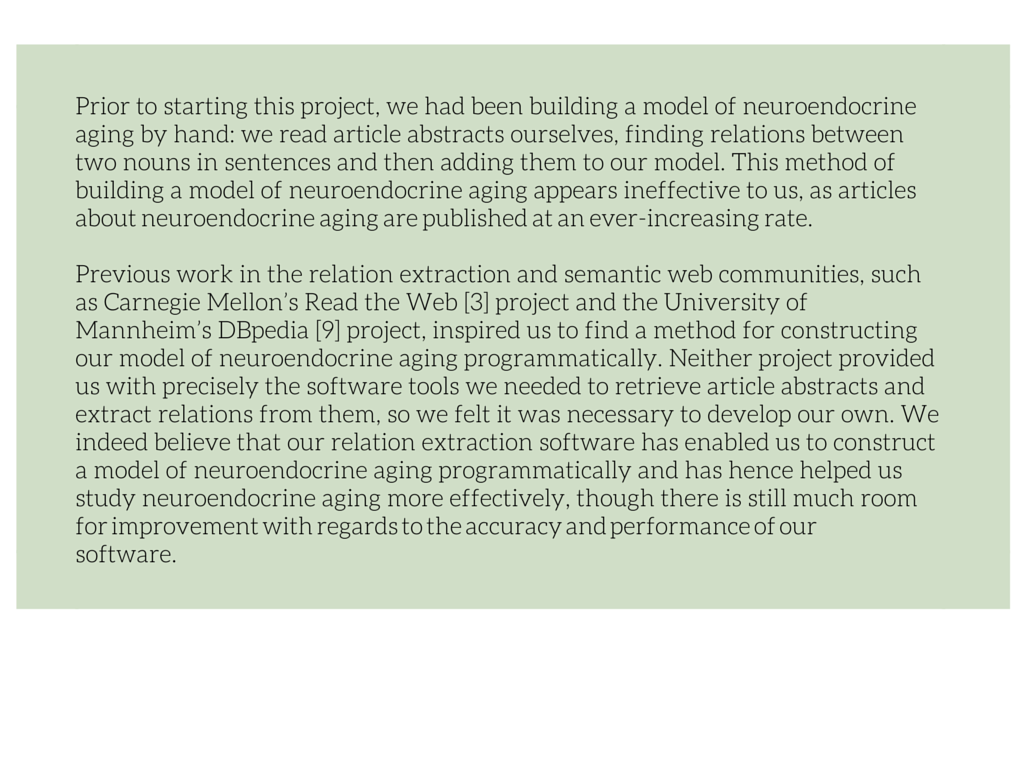 Prior to starting this project, we had been building a model of neuroendocrine
aging by hand: we read article abstracts ourselves, finding relations between
two nouns in sentences and then adding them to our model. This method of
building a model of neuroendocrine aging appears ineffective to us, as articles
about neuroendocrine aging are published at an ever-increasing rate.
Previous work in the relation extraction and semantic web communities, such
as Carnegie Mellon’s Read the Web [3] project and the University of
Mannheim’s DBpedia [9] project, inspired us to find a method for constructing
our model of neuroendocrine aging programmatically. Neither project provided
us with precisely the software tools we needed to retrieve article abstracts and
extract relations from them, so we felt it was necessary to develop our own. We
indeed believe that our relation extraction software has enabled us to construct
a model of neuroendocrine aging programmatically and has hence helped us
study neuroendocrine aging more effectively, though there is still much room
for improvement with regards to the accuracy and performance of our
software.